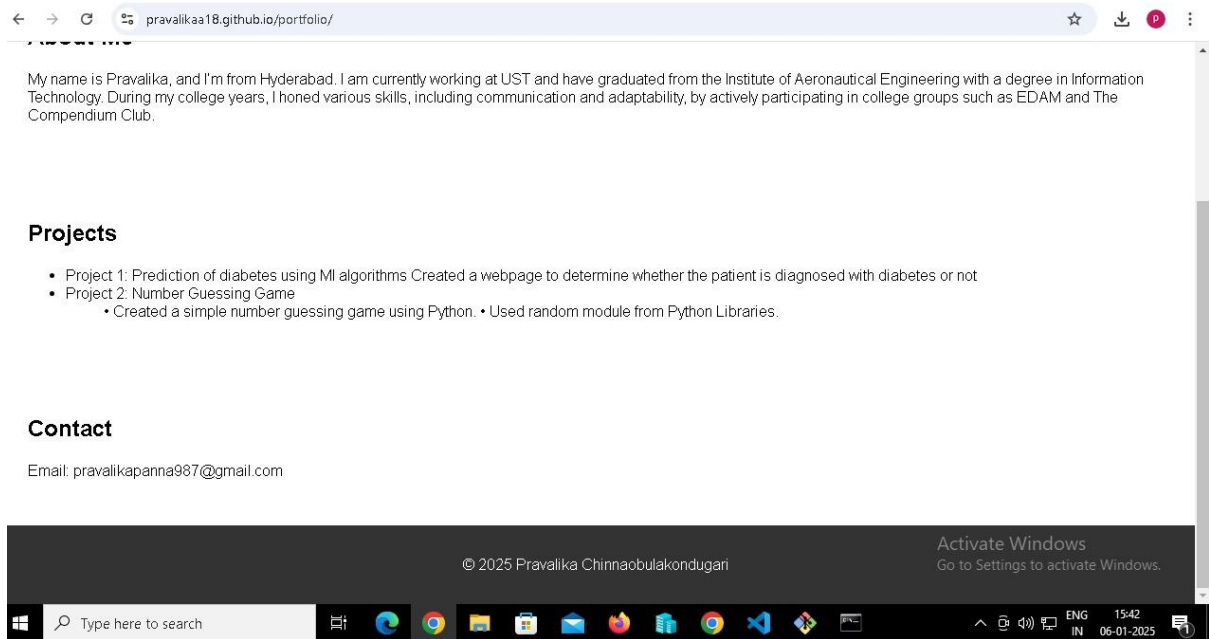 pravalikaa18.github.io/portfolio/
P
About Me
My name is Pravalika, and I'm from Hyderabad. I am currently working at UST and have graduated from the Institute of Aeronautical Engineering with a degree in Information
Technology. During my college years, I honed various skills, including communication and adaptability, by actively participating in college groups such as EDAM and The
Compendium Club.
Projects
• Project 1: Prediction of diabetes using Ml algorithms Created a webpage to determine whether the patient is diagnosed with diabetes or not
• Project 2: Number Guessing Game
• Created a simple number guessing game using Python. • Used random module from Python Libraries.
Contact
Email: pravalikapanna987@gmail.com
© 2025 Pravalika Chinnaobulakondugari
Activate Windows
Go to Settings to activate Windows.
Type here to search
ENG
IN
15:42
06-01-2025